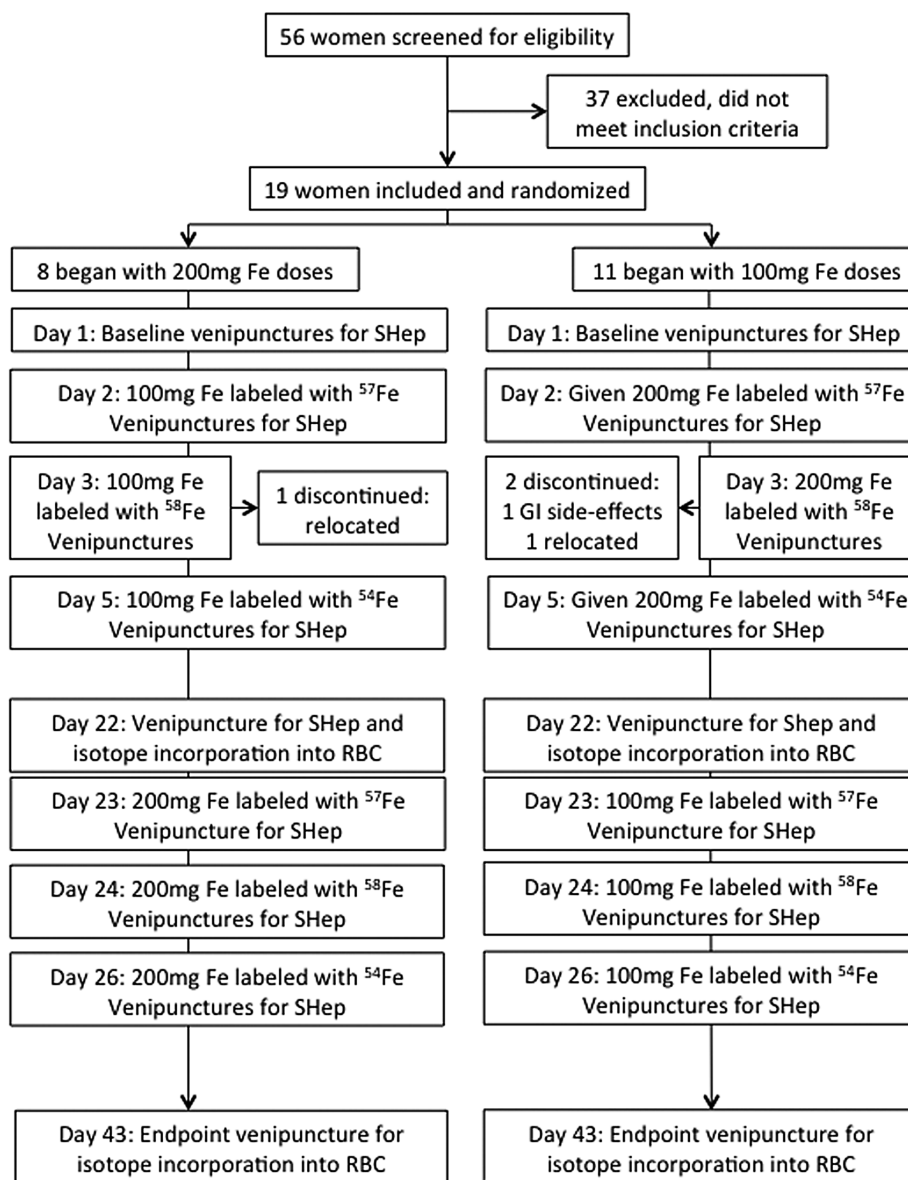 56 women screened for eligibility
37 excluded, did not
meet inclusion criteria
19 women included and randomized
8 began with 200mg Fe doses
11 began with 100mg Fe doses
Day 1: Baseline venipunctures for SHep
Day 1: Baseline venipunctures for SHep
Day 2: 100mg Fe labeled with ⁵⁷Fe
Venipunctures for SHep
Day 2: Given 200mg Fe labeled with ⁵⁷Fe
Venipunctures for SHep
Day 3: 100mg Fe
labeled with ⁵⁸Fe
Venipunctures
1 discontinued:
relocated
2 discontinued:
1 GI side-effects
1 relocated
Day 3: 200mg Fe
labeled with ⁵⁸Fe
Venipunctures
Day 5: 100mg Fe labeled with ⁵⁴Fe
Venipunctures for SHep
Day 5: Given 200mg Fe labeled with ⁵⁴Fe
Venipunctures for SHep
Day 22: Venipuncture for SHep and
isotope incorporation into RBC
Day 22: Venipuncture for Shep and
isotope incorporation into RBC
Day 23: 200mg Fe labeled with ⁵⁷Fe
Venipuncture for SHep
Day 23: 100mg Fe labeled with ⁵⁷Fe
Venipuncture for SHep
Day 24: 200mg Fe labeled with ⁵⁸Fe
Venipunctures for SHep
Day 24: 100mg Fe labeled with ⁵⁸Fe
Venipunctures for SHep
Day 26: 200mg Fe labeled with ⁵⁴Fe
Venipunctures for SHep
Day 26: 100mg Fe labeled with ⁵⁴Fe
Venipunctures for SHep
Day 43: Endpoint venipuncture for
isotope incorporation into RBC
Day 43: Endpoint venipuncture for
isotope incorporation into RBC